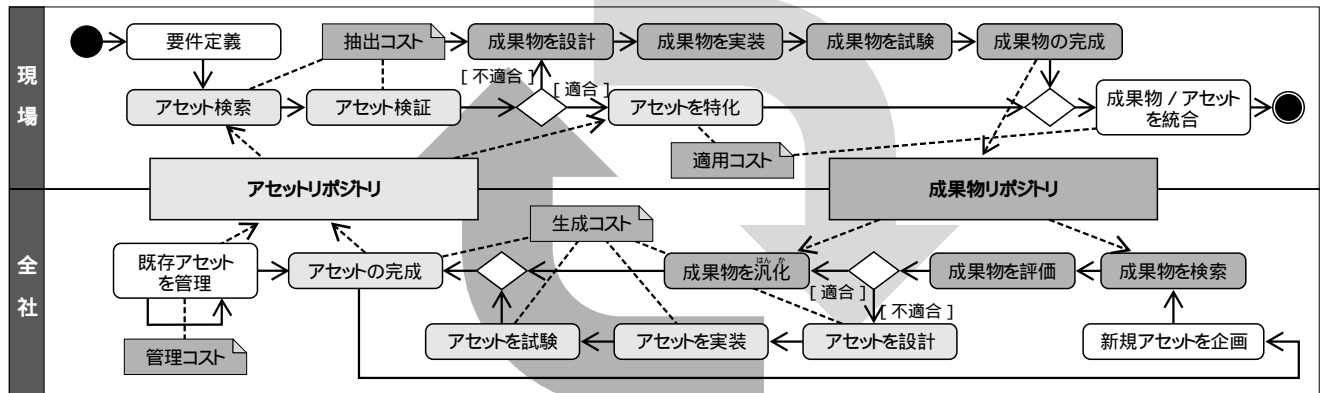 現場
要件定義
抽出コスト
成果物を設計
成果物を実装
成果物を試験
成果物の完成
[ 不適合 ]
[ 適合 ]
アセット検索
アセット検証
アセットを特化
成果物 / アセット
を統合
適用コスト
アセットリポジトリ
成果物リポジトリ
全社
生成コスト
既存アセット
を管理
アセットの完成
はん か
成果物を汎化
成果物を評価
成果物を検索
[ 適合 ]
[ 不適合 ]
アセットを試験
アセットを実装
アセットを設計
新規アセットを企画
管理コスト